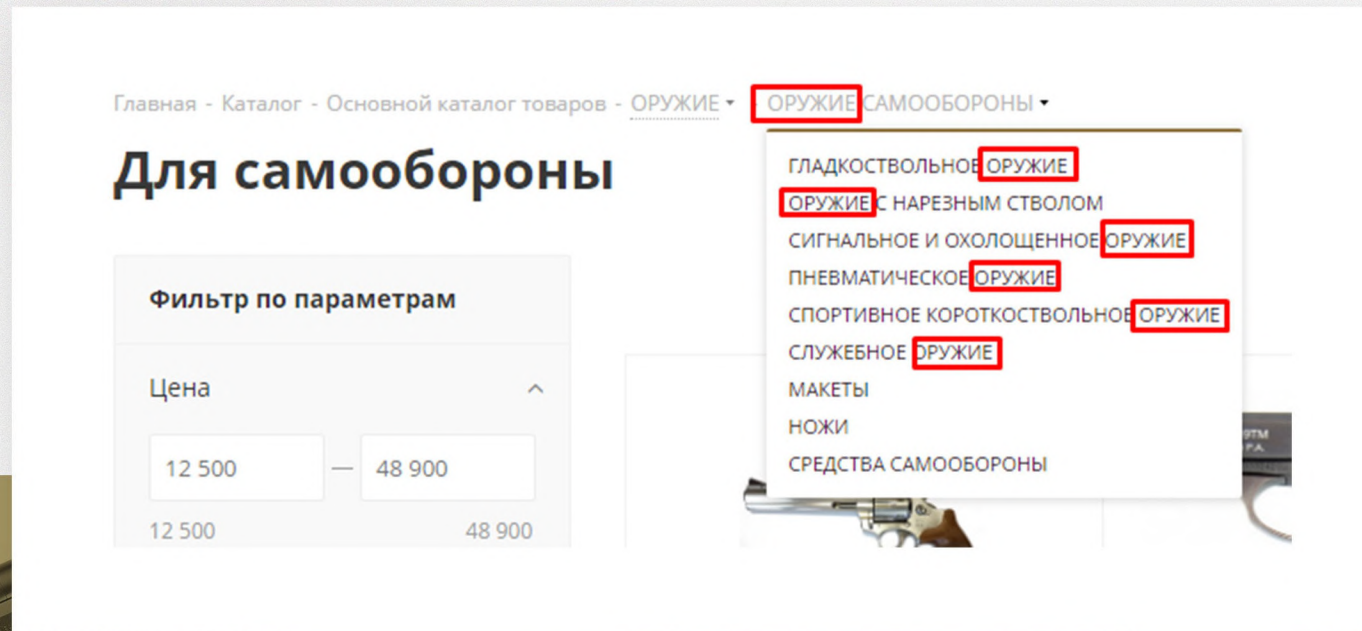 Главная - Каталог - Основной каталог товаров - ОРУЖИЕ - ОРУЖИЕ САМООБОРОНЫ
Для самообороны
ГЛАДКОСТВОЛЬНОЕ ОРУЖИЕ
ОРУЖИЕ С НАРЕЗНЫМ СТВОЛОМ
СИГНАЛЬНОЕ И ОХОЛОЩЕННОЕ ОРУЖИЕ
ПНЕВМАТИЧЕСКОЕ ОРУЖИЕ
СПОРТИВНОЕ КОРОТКОСТВОЛЬНОЕ ОРУЖИЕ
СЛУЖЕБНОЕ ОРУЖИЕ
МАКЕТЫ
НОЖИ
СРЕДСТВА САМООБОРОНЫ
Фильтр по параметрам
Цена
12 500 — 48 900
12 500 48 900